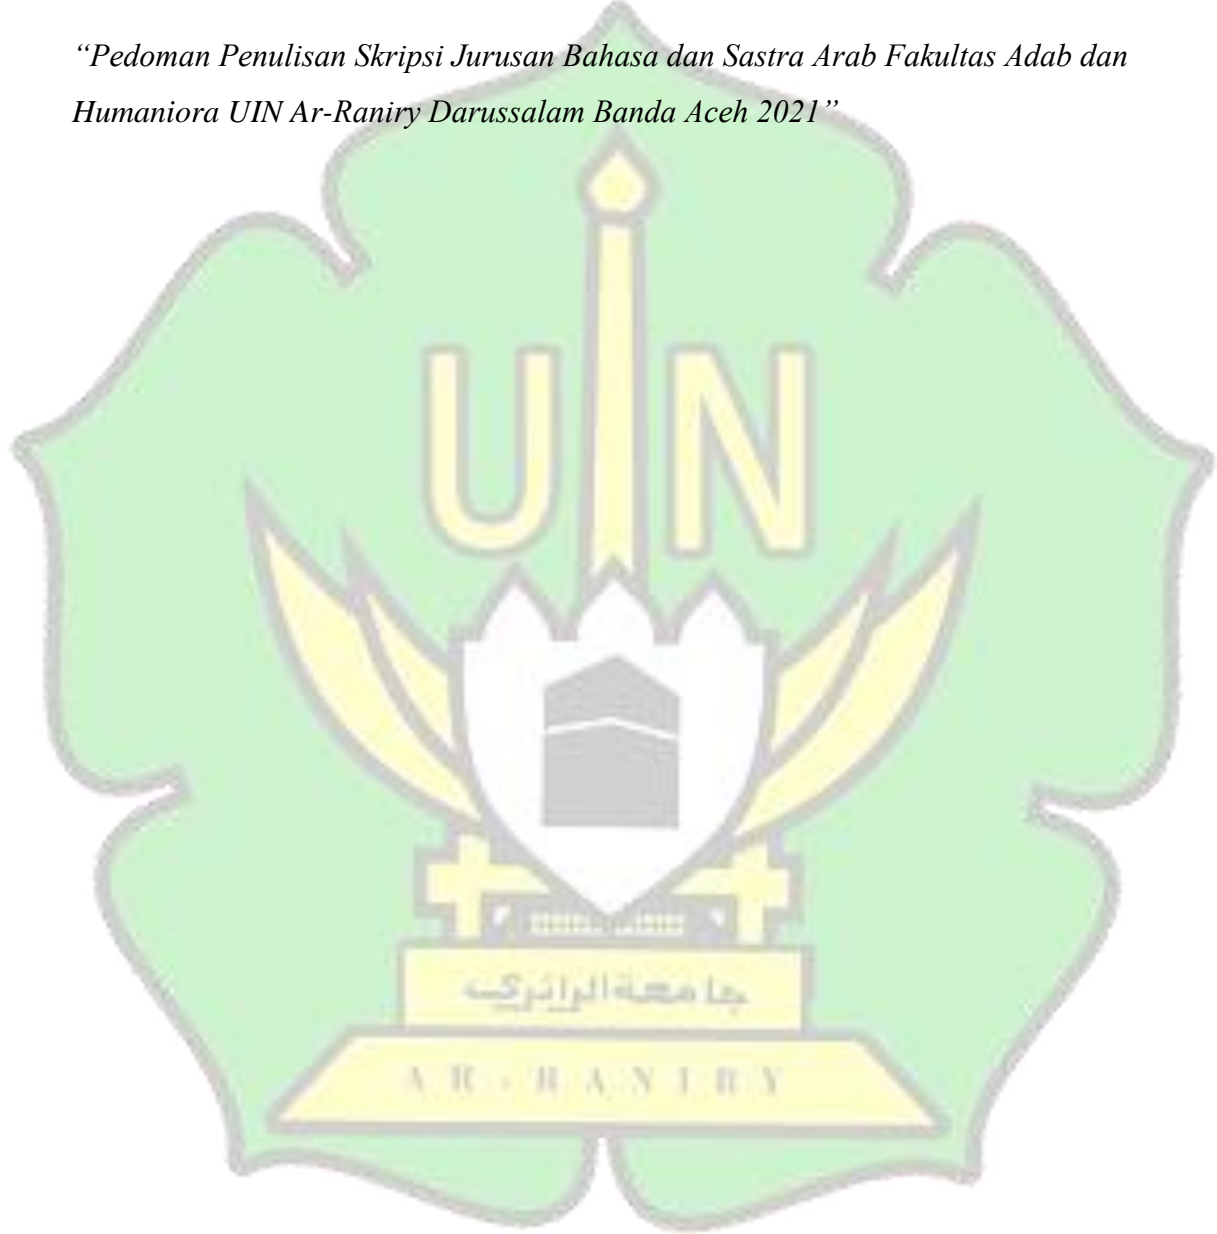 “Pedoman Penulisan Skripsi Jurusan Bahasa dan Sastra Arab Fakultas Adab dan
Humaniora UIN Ar-Raniry Darussalam Banda Aceh 2021”
UIN
جامعة الرانري
AR-RANIRY